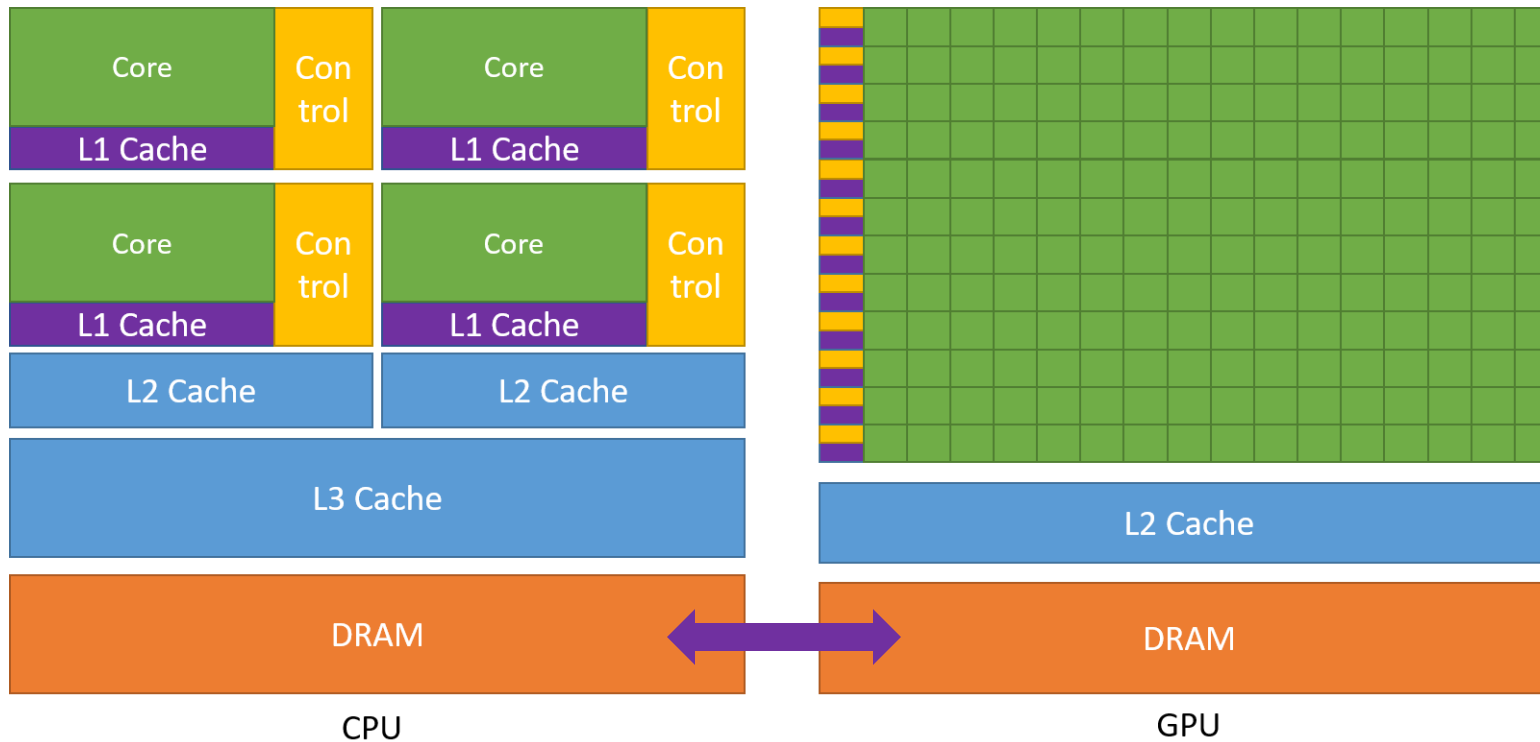 Core
Con
trol
L1 Cache
Core
Con
trol
L1 Cache
Core
Con
trol
L1 Cache
Core
Con
trol
L1 Cache
L2 Cache
L2 Cache
L3 Cache
DRAM
CPU
L2 Cache
DRAM
GPU